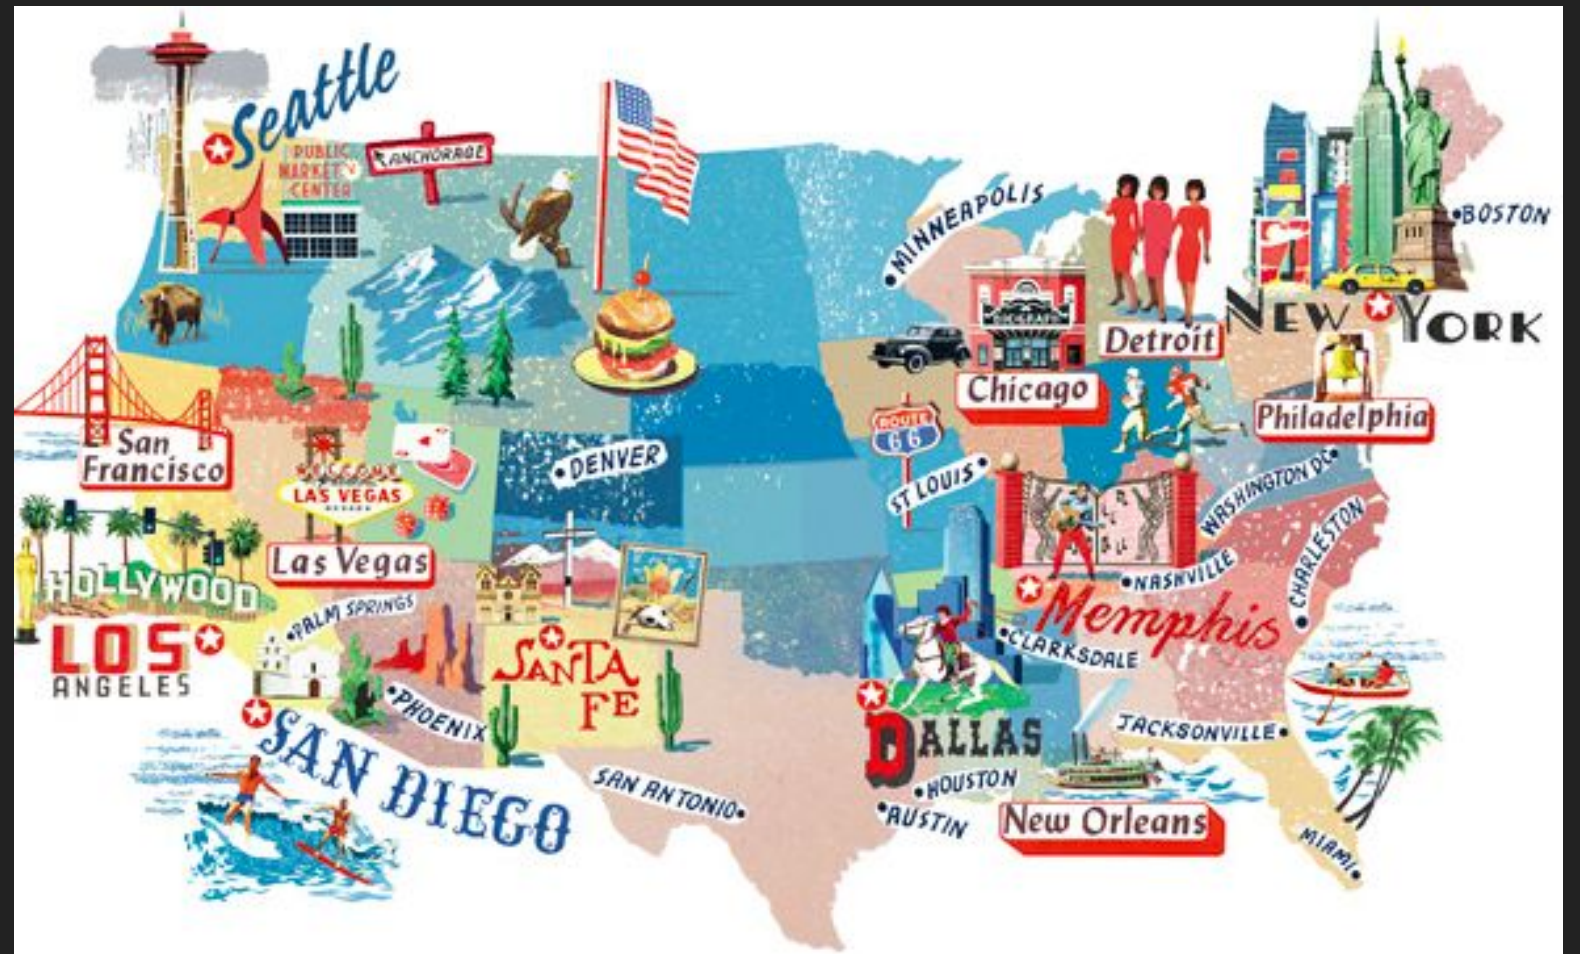 Seattle
PUBLIC
MARKET
CENTER
ANCHORAGE
MINNEAPOLIS
BOSTON
NEW YORK
Detroit
Chicago
Philadelphia
San
Francisco
ROUTE
66
DENVER
WELCOME
LAS VEGAS
NEVADA
ST LOUIS
WASHINGTON DC
Las Vegas
CHARLESTON
NASHVILLE
HOLLYWOOD
PALM SPRINGS
Memphis
CLARKSDALE
LOS
ANGELES
SANTA
FE
PHOENIX
SAN DIEGO
DALLAS
JACKSONVILLE
SAN ANTONIO
HOUSTON
AUSTIN
New Orleans
MIAMI